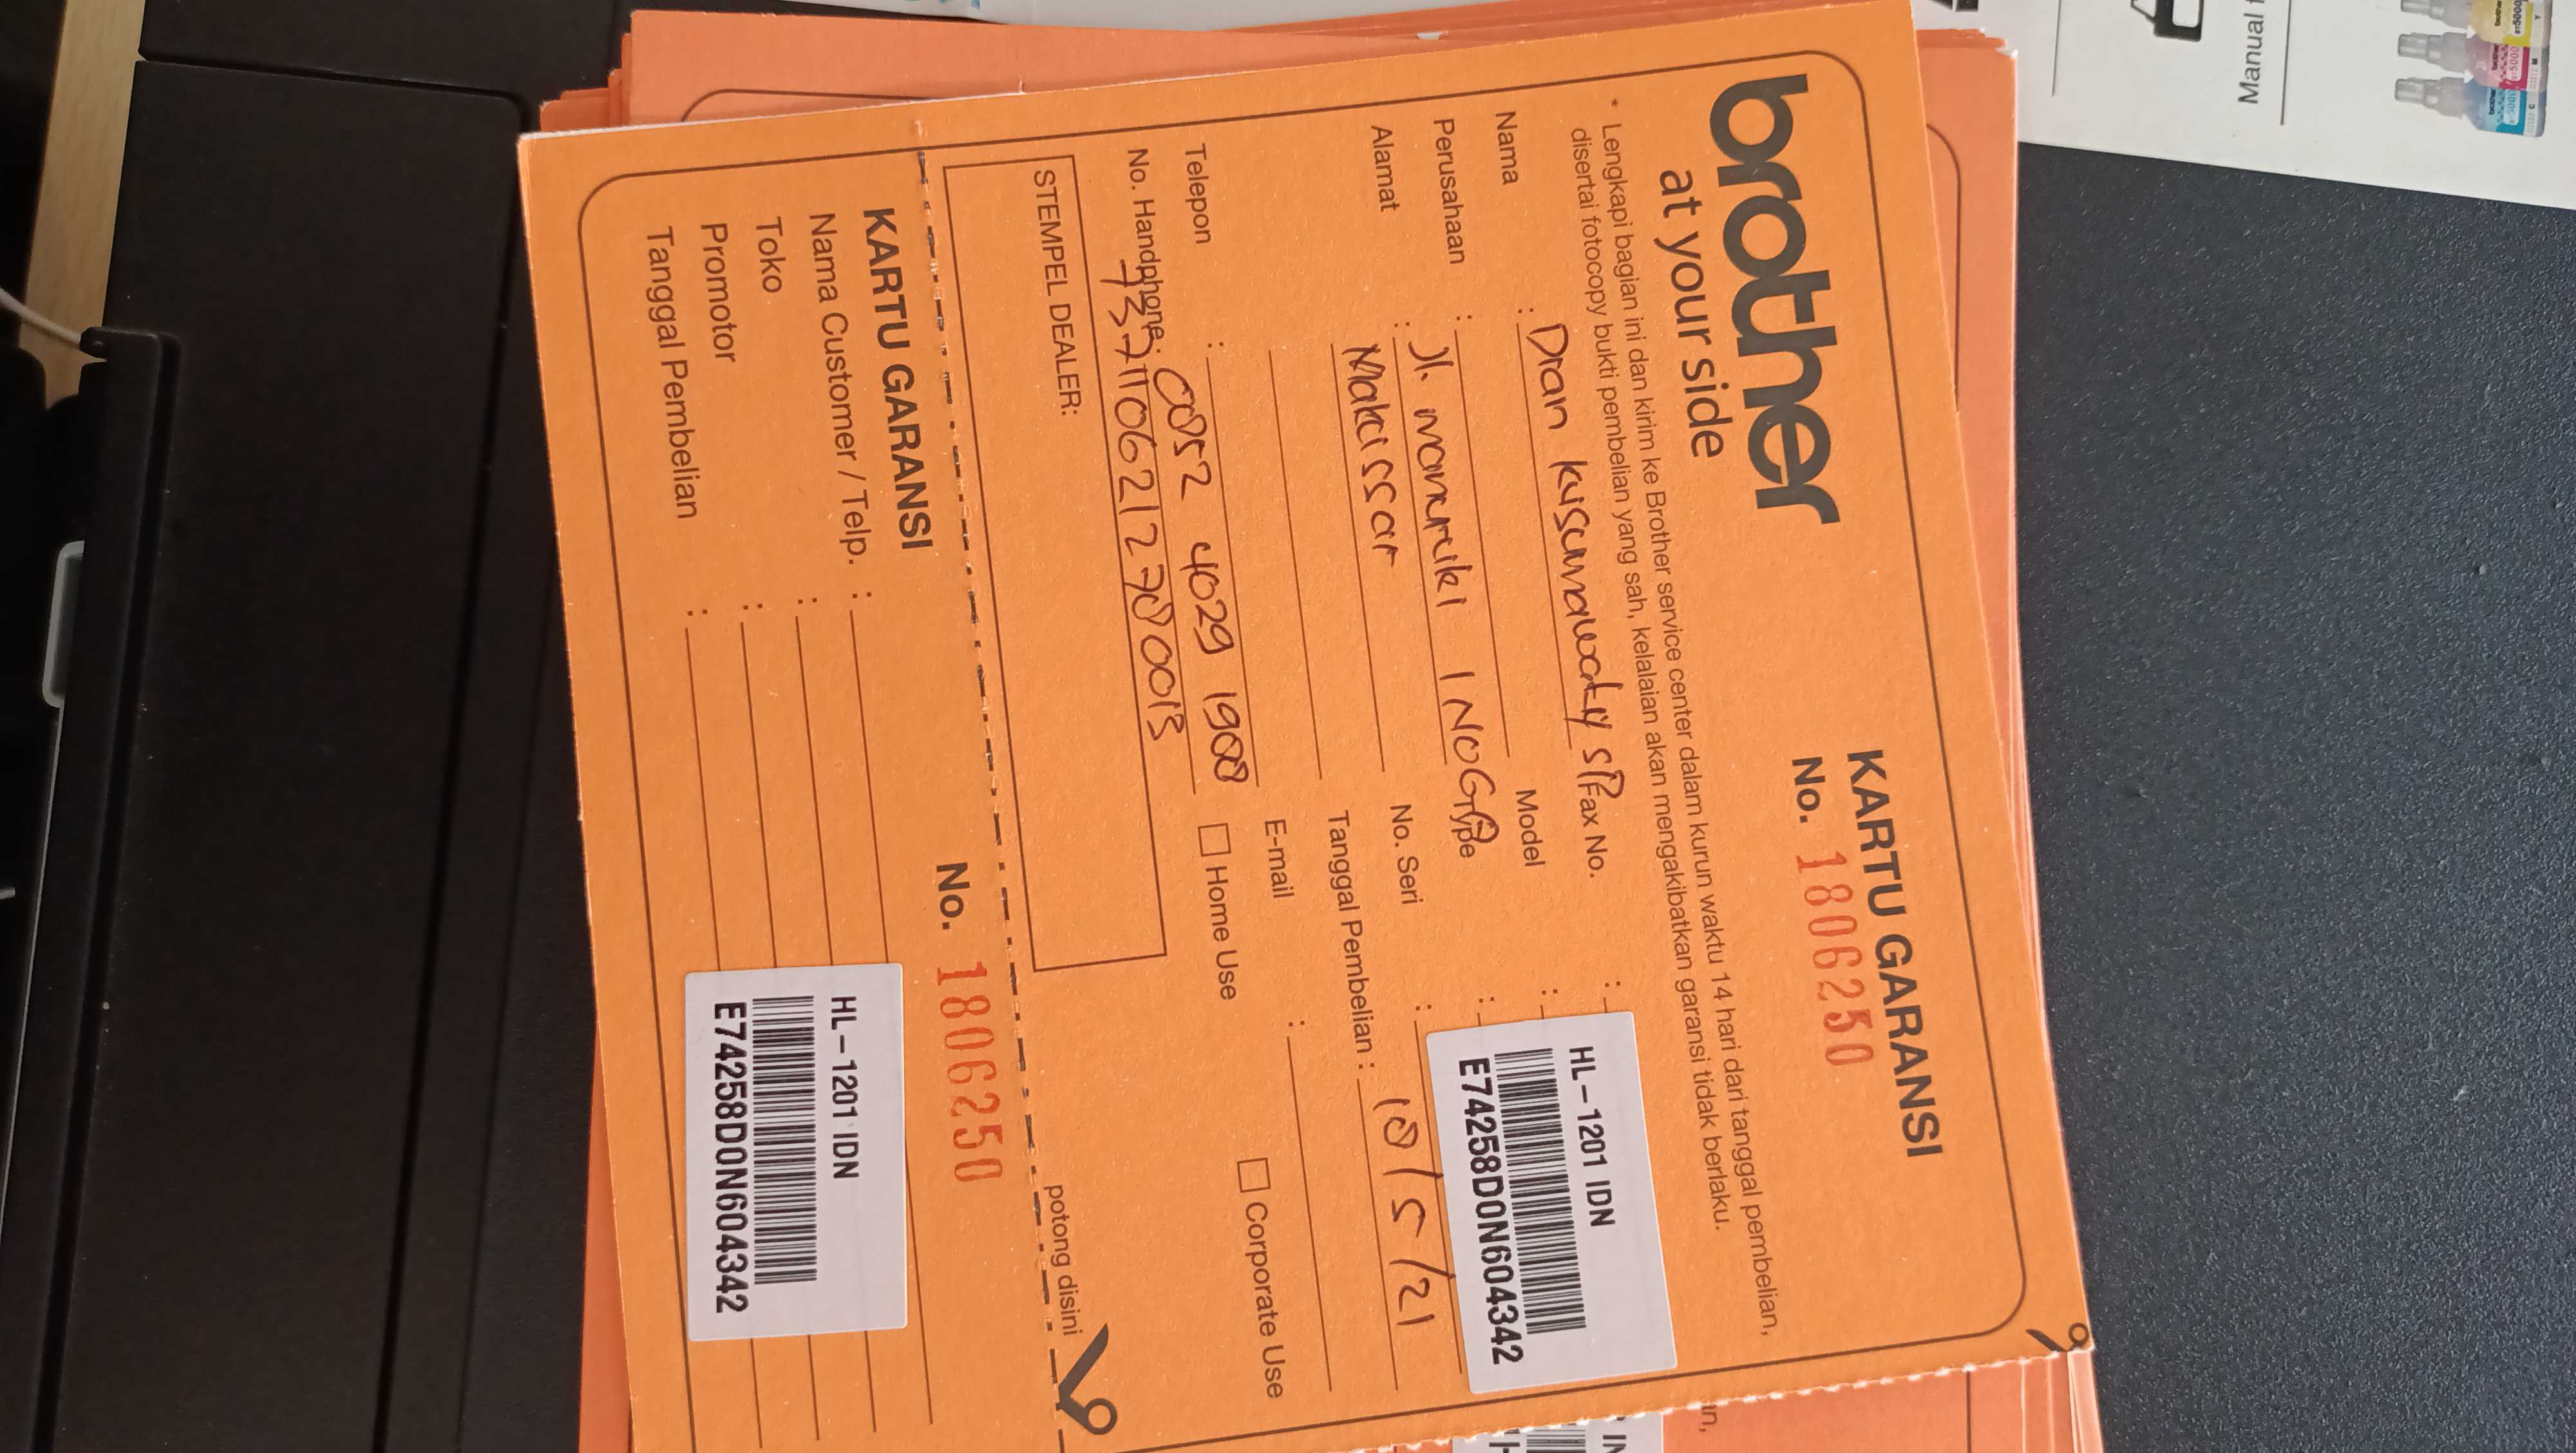 brother
at your side
KARTU GARANSI
No. 1806250
* Lengkapi bagian ini dan kirim ke Brother service center dalam kurun waktu 14 hari dari tanggal pembelian,
disertai fotocopy bukti pembelian yang sah, kelalaian akan mengakibatkan garansi tidak berlaku.
Nama : Dian Kusumawaty SP
Perusahaan :
Alamat : Jl. manuruki 1 NO G
Makassar
Telepon : 0852 4029 1988
No. Handphone : 7371106212780013
Fax No. :
Model :
Type :
No. Seri :
HL-1201 IDN
E74258D0N604342
Tanggal Pembelian : 18/5/21
E-mail :
Home Use
Corporate Use
STEMPEL DEALER:
potong disini
KARTU GARANSI
No. 1806250
Nama Customer / Telp. :
Toko :
Promotor :
Tanggal Pembelian :
HL-1201 IDN
E74258D0N604342
Manual